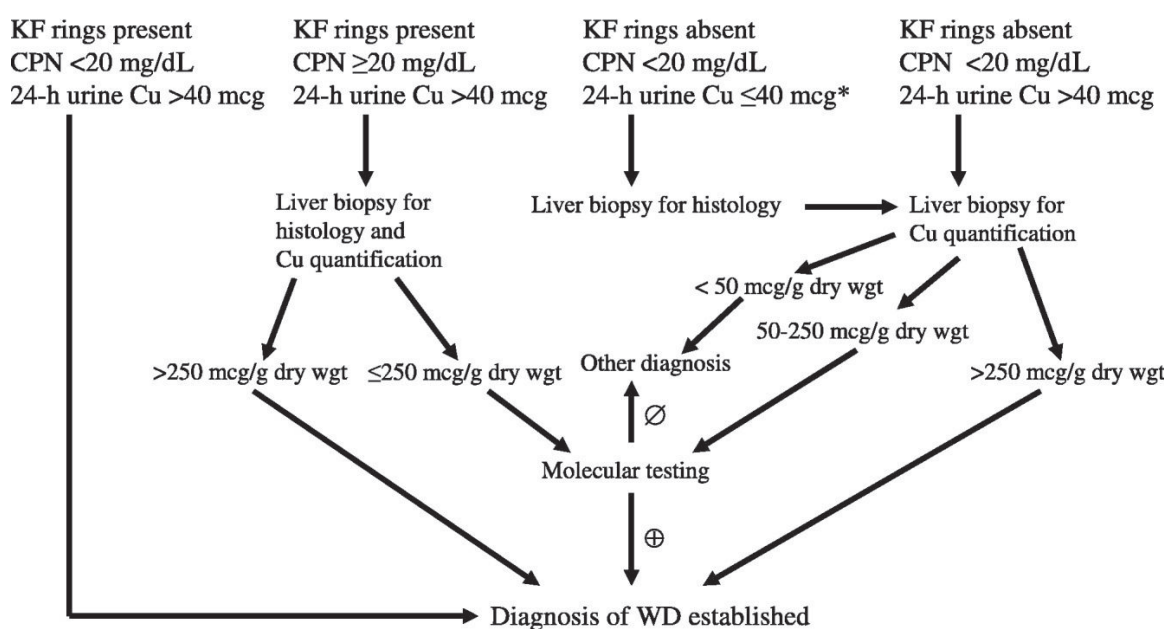 KF rings present
CPN <20 mg/dL
24-h urine Cu >40 mcg
KF rings present
CPN ≥20 mg/dL
24-h urine Cu >40 mcg
KF rings absent
CPN <20 mg/dL
24-h urine Cu ≤40 mcg*
KF rings absent
CPN <20 mg/dL
24-h urine Cu >40 mcg
Liver biopsy for
histology and
Cu quantification
Liver biopsy for histology
Liver biopsy for
Cu quantification
< 50 mcg/g dry wgt
50-250 mcg/g dry wgt
>250 mcg/g dry wgt
≤250 mcg/g dry wgt
Other diagnosis
>250 mcg/g dry wgt
∅
Molecular testing
⊕
Diagnosis of WD established